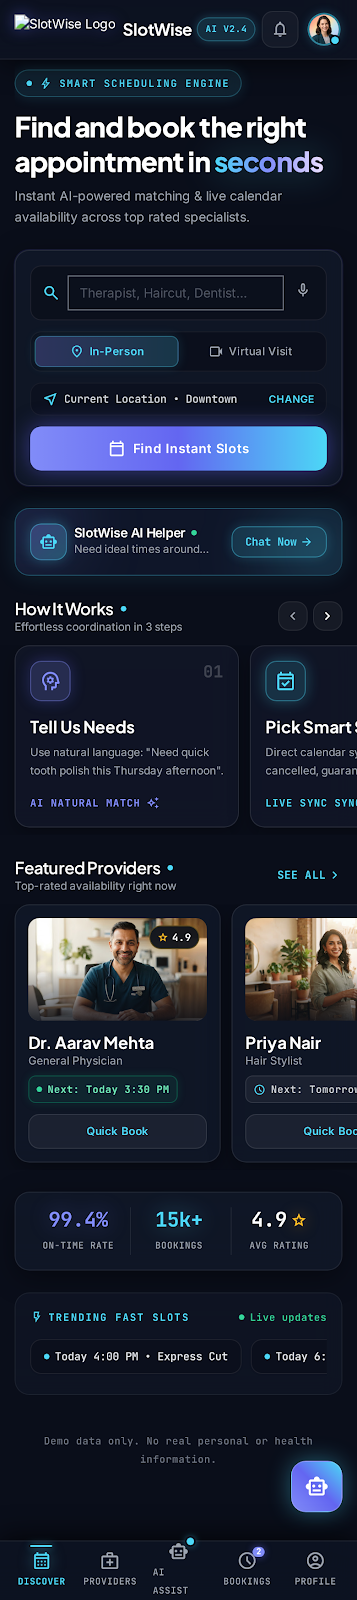 SlotWise Logo SlotWise AI V2.4
SMART SCHEDULING ENGINE
Find and book the right
appointment in seconds
Instant AI-powered matching & live calendar
availability across top rated specialists.
Therapist, Haircut, Dentist...
In-Person Virtual Visit
Current Location • Downtown CHANGE
Find Instant Slots
SlotWise AI Helper
Need ideal times around...
Chat Now →
How It Works
Effortless coordination in 3 steps
01
Tell Us Needs
Use natural language: "Need quick
tooth polish this Thursday afternoon".
AI NATURAL MATCH
Pick Smart S
Direct calendar sy
cancelled, guaran
LIVE SYNC SYN
Featured Providers
Top-rated availability right now
SEE ALL
4.9
Dr. Aarav Mehta
General Physician
Next: Today 3:30 PM
Quick Book
Priya Nair
Hair Stylist
Next: Tomorrow
Quick Boo
99.4% 15k+ 4.9
ON-TIME RATE BOOKINGS AVG RATING
TRENDING FAST SLOTS Live updates
Today 4:00 PM • Express Cut Today 6:
Demo data only. No real personal or health
information.
2
DISCOVER PROVIDERS AI ASSIST BOOKINGS PROFILE